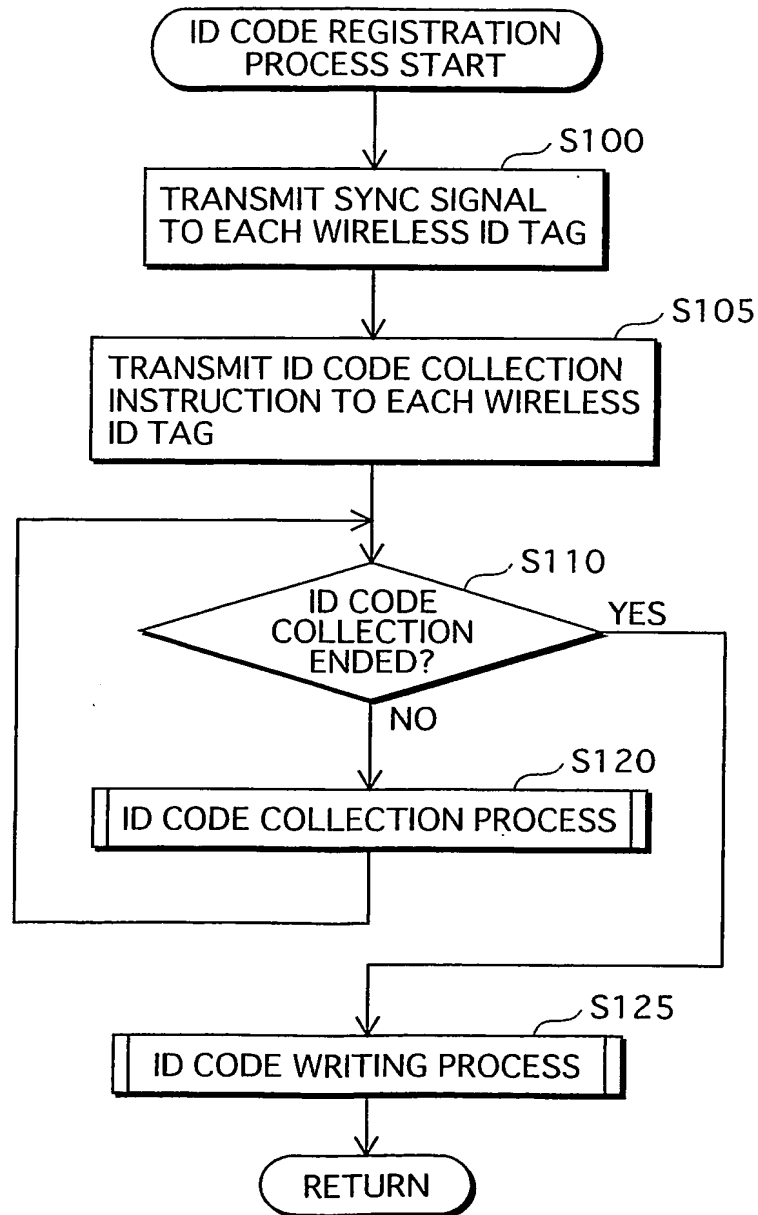 ID CODE REGISTRATION
PROCESS START
S100
TRANSMIT SYNC SIGNAL
TO EACH WIRELESS ID TAG
S105
TRANSMIT ID CODE COLLECTION
INSTRUCTION TO EACH WIRELESS
ID TAG
S110
ID CODE
COLLECTION
ENDED?
YES
NO
S120
ID CODE COLLECTION PROCESS
S125
ID CODE WRITING PROCESS
RETURN